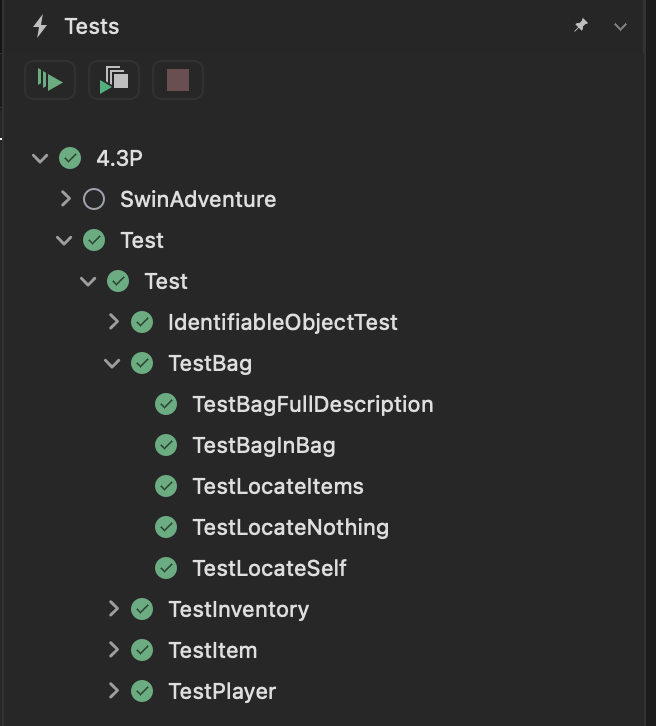 Tests
4.3P
SwinAdventure
Test
Test
IdentifiableObjectTest
TestBag
TestBagFullDescription
TestBagInBag
TestLocateItems
TestLocateNothing
TestLocateSelf
TestInventory
TestItem
TestPlayer